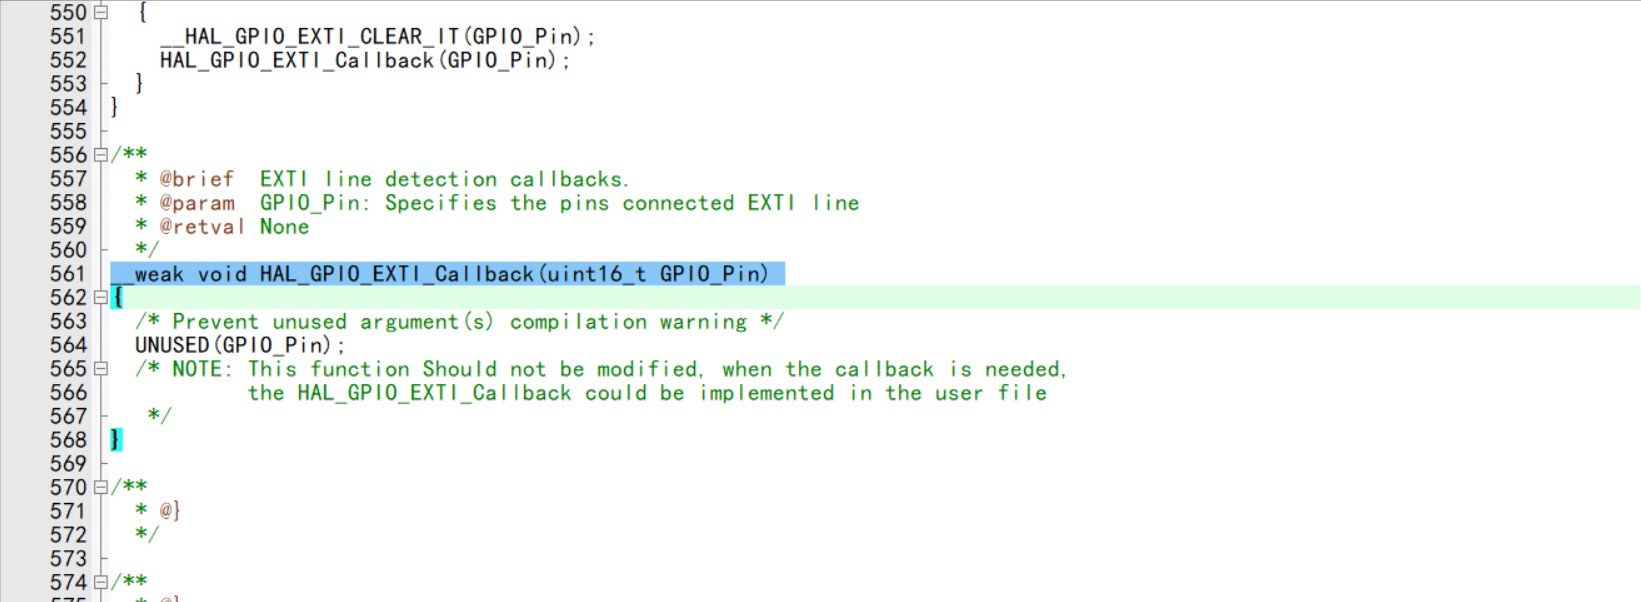 550 {
551 __HAL_GPIO_EXTI_CLEAR_IT(GPIO_Pin);
552 HAL_GPIO_EXTI_Callback(GPIO_Pin);
553 }
554 }
555
556 /**
557 * @brief  EXTI line detection callbacks.
558 * @param  GPIO_Pin: Specifies the pins connected EXTI line
559 * @retval None
560 */
561 __weak void HAL_GPIO_EXTI_Callback(uint16_t GPIO_Pin)
562 {
563 /* Prevent unused argument(s) compilation warning */
564 UNUSED(GPIO_Pin);
565 /* NOTE: This function Should not be modified, when the callback is needed,
566 the HAL_GPIO_EXTI_Callback could be implemented in the user file
567 */
568 }
569
570 /**
571 * @}
572 */
573
574 /**